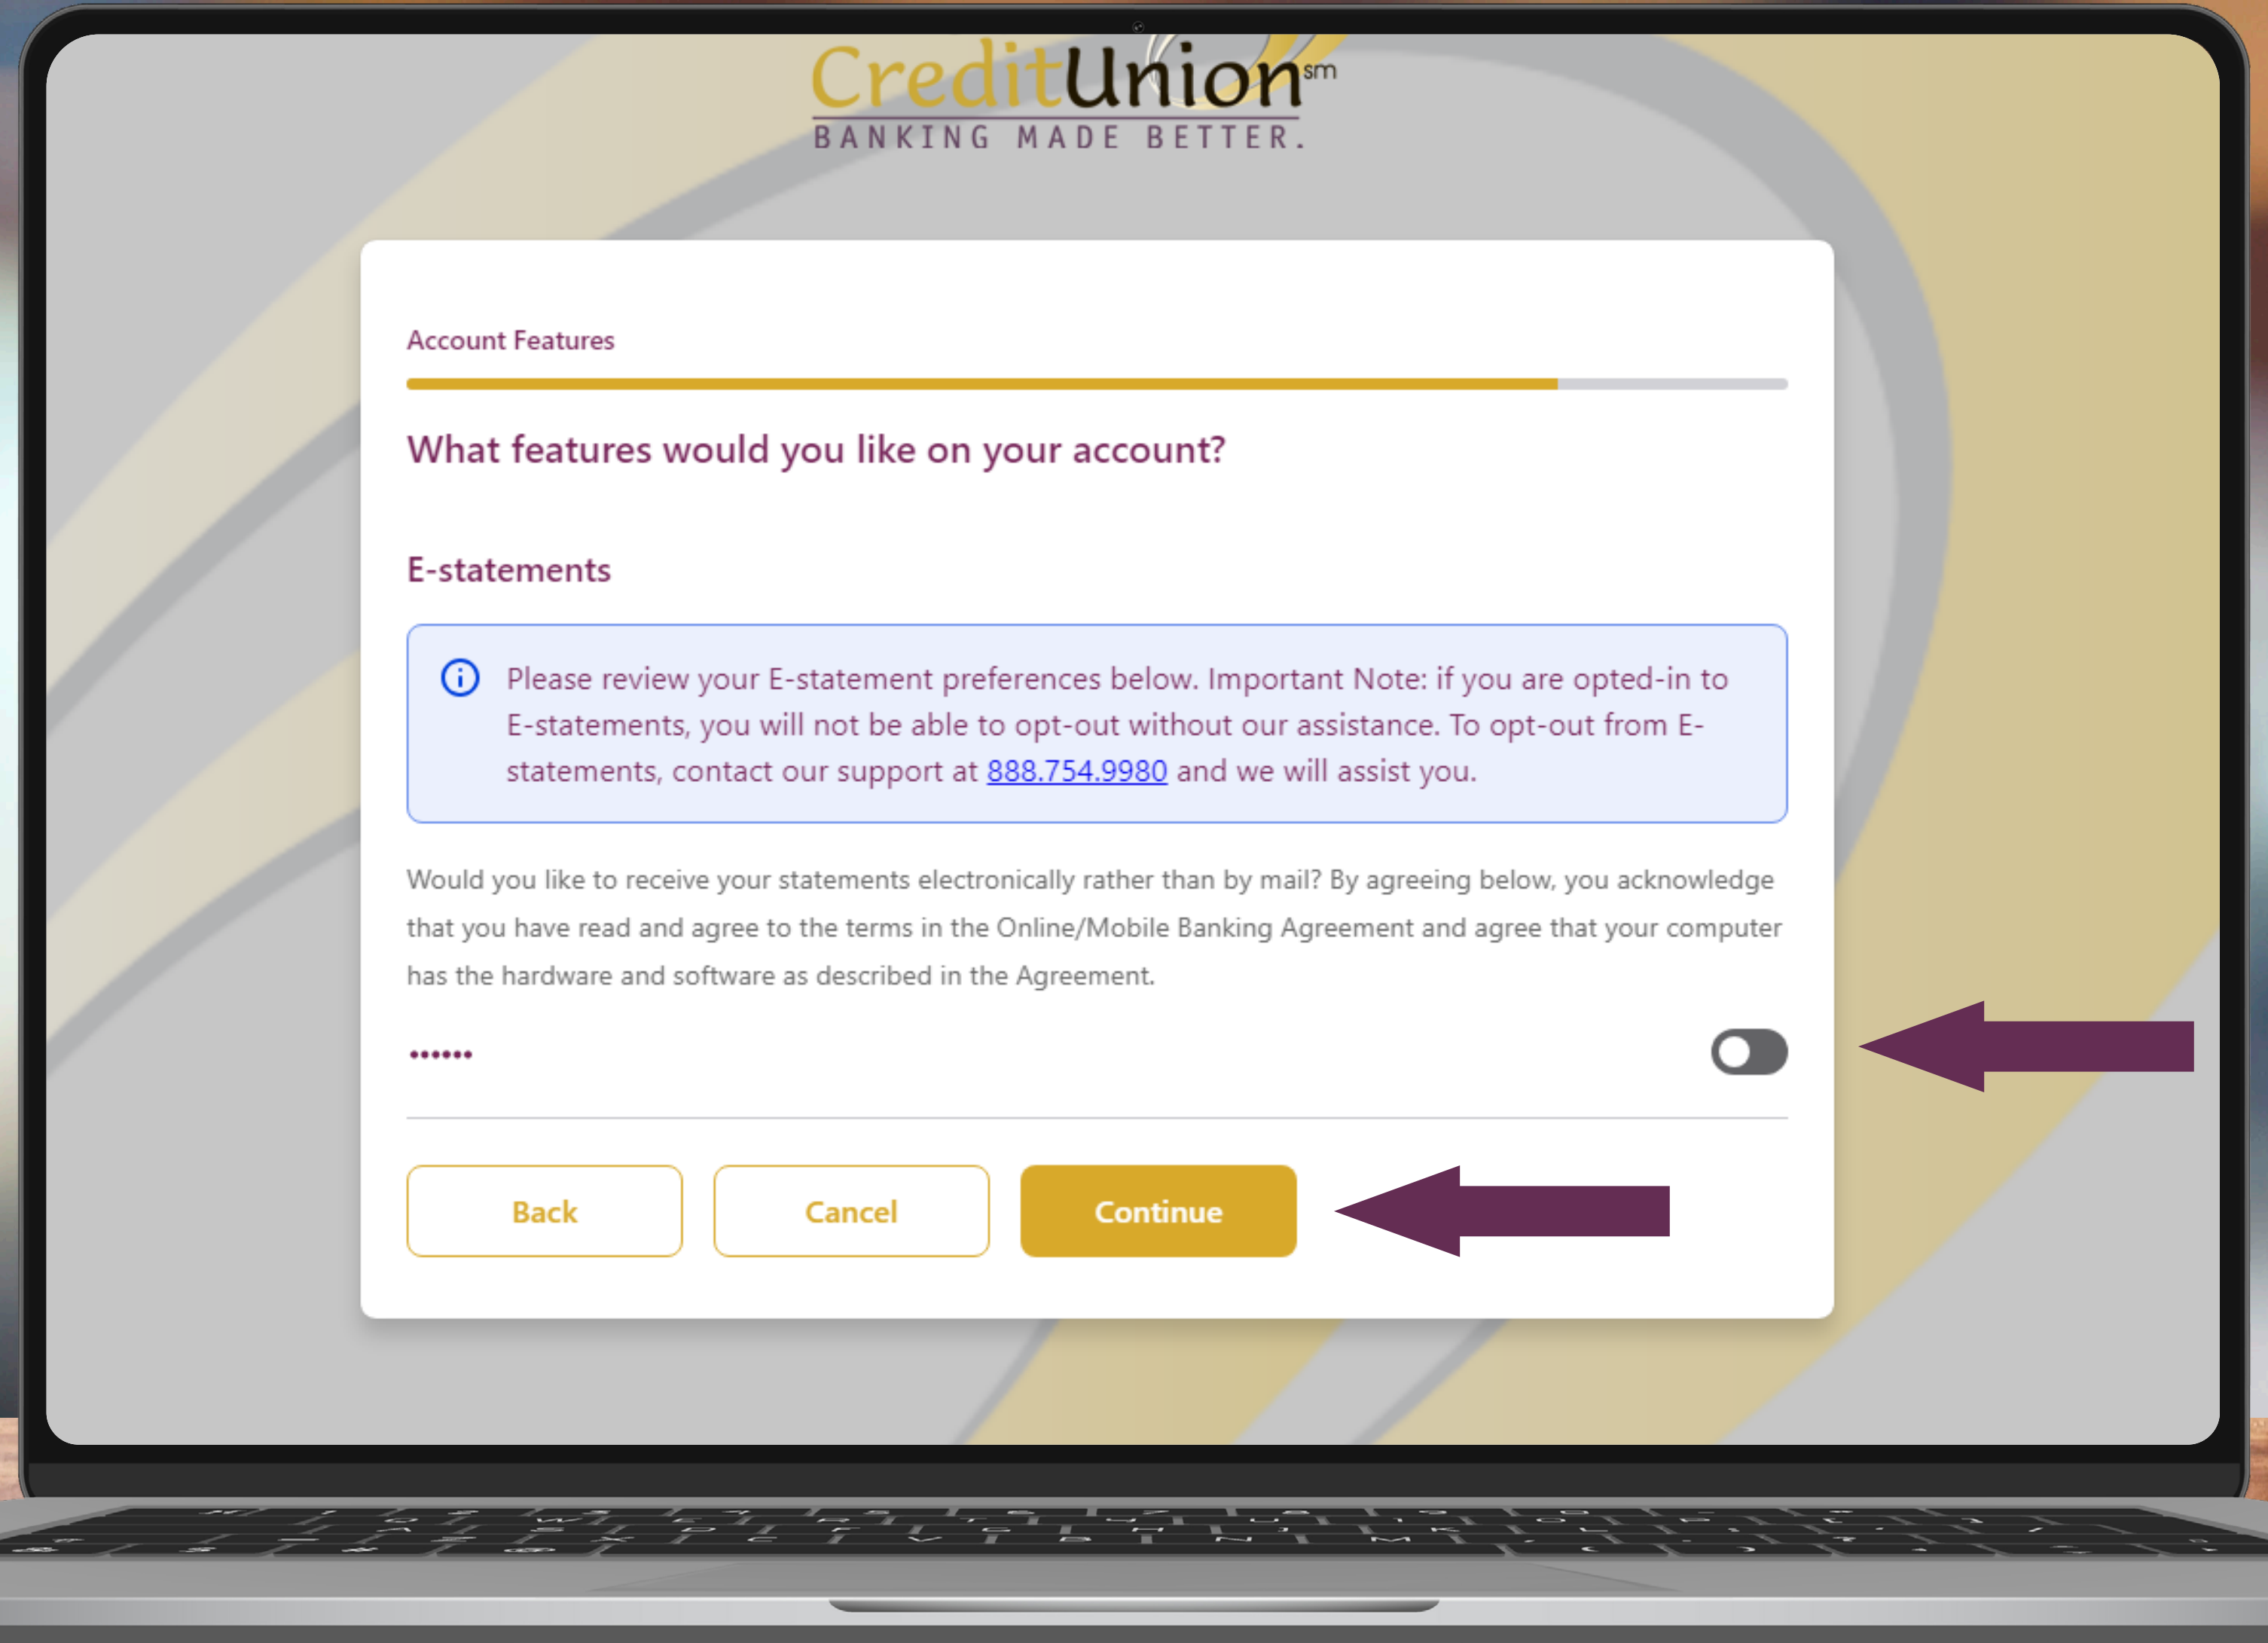 CreditUnion sm
BANKING MADE BETTER.
Account Features
What features would you like on your account?
E-statements
Please review your E-statement preferences below. Important Note: if you are opted-in to
E-statements, you will not be able to opt-out without our assistance. To opt-out from E-
statements, contact our support at 888.754.9980 and we will assist you.
Would you like to receive your statements electronically rather than by mail? By agreeing below, you acknowledge
that you have read and agree to the terms in the Online/Mobile Banking Agreement and agree that your computer
has the hardware and software as described in the Agreement.
••••••
Back Cancel Continue